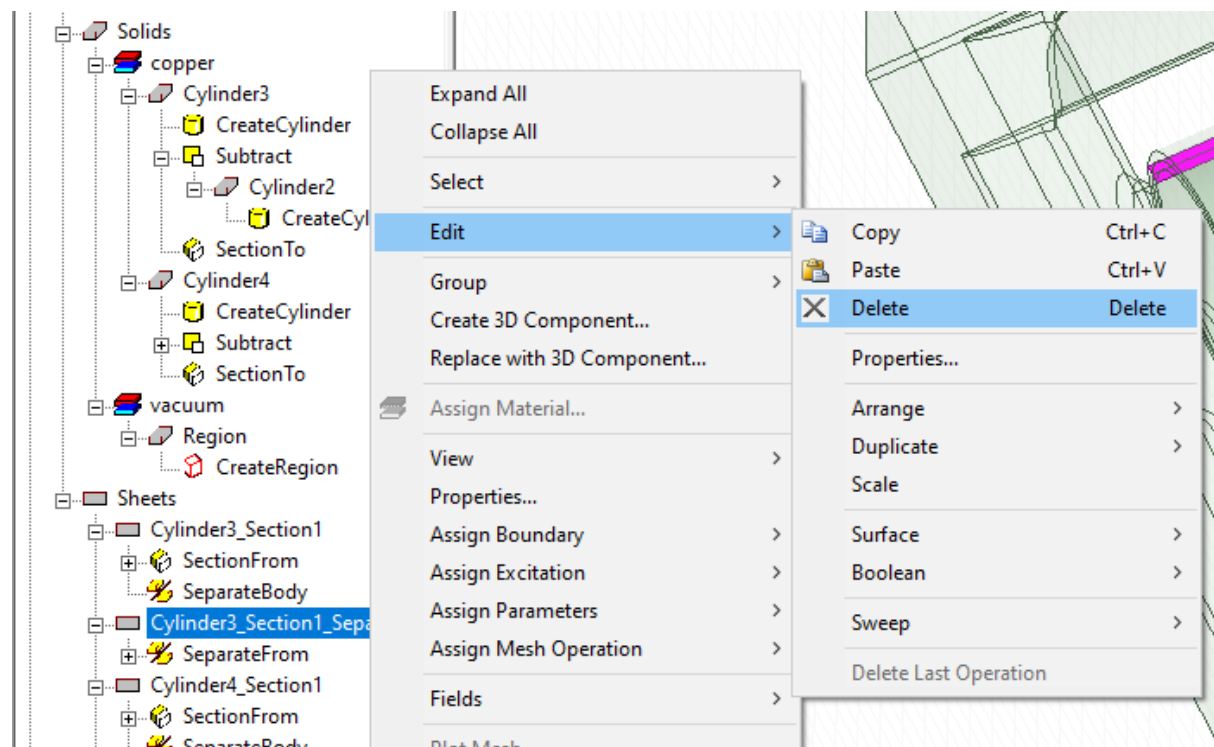 Solids
copper
Cylinder3
CreateCylinder
Subtract
Cylinder2
CreateCyl
SectionTo
Cylinder4
CreateCylinder
Subtract
SectionTo
vacuum
Region
CreateRegion
Sheets
Cylinder3_Section1
SectionFrom
SeparateBody
Cylinder3_Section1_Sepa
SeparateFrom
Cylinder4_Section1
SectionFrom
SeparateBody
Expand All
Collapse All
Select
Edit
Group
Create 3D Component...
Replace with 3D Component...
Assign Material...
View
Properties...
Assign Boundary
Assign Excitation
Assign Parameters
Assign Mesh Operation
Fields
Plot Mesh
Copy Ctrl+C
Paste Ctrl+V
Delete Delete
Properties...
Arrange
Duplicate
Scale
Surface
Boolean
Sweep
Delete Last Operation